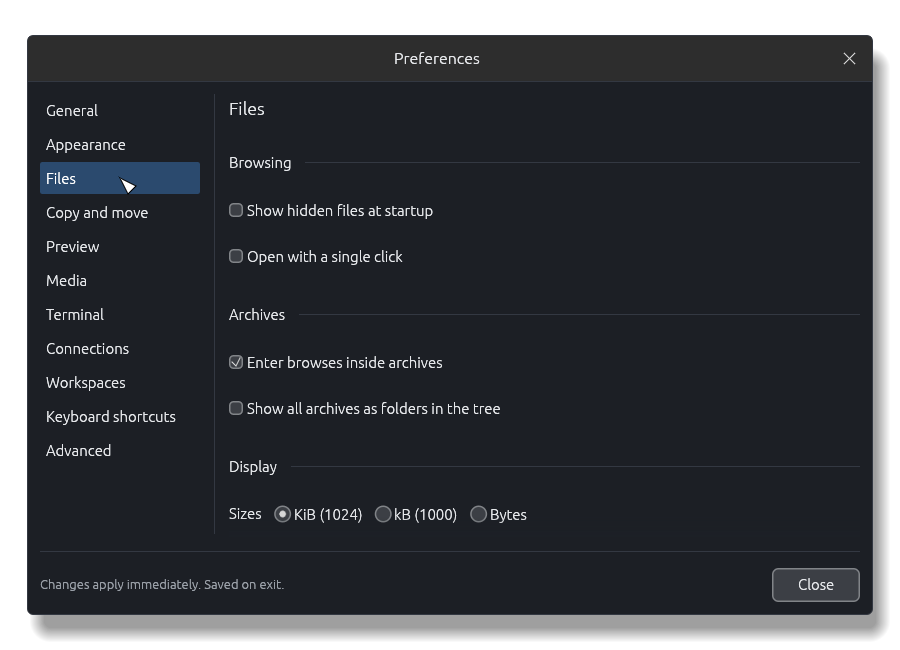 Preferences
General
Appearance
Files
Copy and move
Preview
Media
Terminal
Connections
Workspaces
Keyboard shortcuts
Advanced
Files
Browsing
Show hidden files at startup
Open with a single click
Archives
Enter browses inside archives
Show all archives as folders in the tree
Display
Sizes KiB (1024) kB (1000) Bytes
Changes apply immediately. Saved on exit.
Close